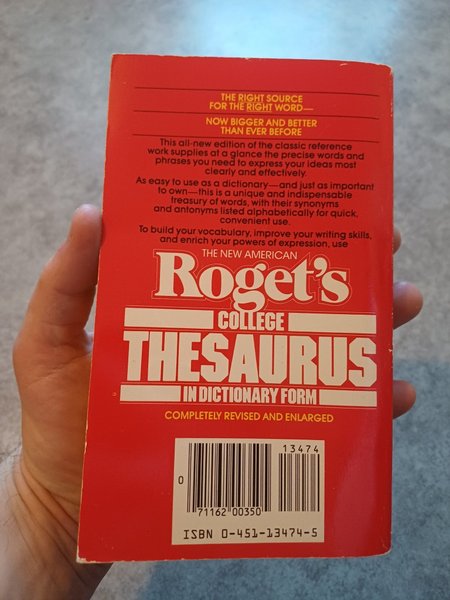 THE RIGHT SOURCE
FOR THE RIGHT WORD—
NOW BIGGER AND BETTER
THAN EVER BEFORE
This all-new edition of the classic reference
work supplies at a glance the precise words and
phrases you need to express your ideas most
clearly and effectively.
As easy to use as a dictionary—and just as important
to own—this is a unique and indispensable
treasury of words, with their synonyms
and antonyms listed alphabetically for quick,
convenient use.
To build your vocabulary, improve your writing skills,
and enrich your powers of expression, use
THE NEW AMERICAN
Roget's
COLLEGE
THESAURUS
IN DICTIONARY FORM
COMPLETELY REVISED AND ENLARGED
13474
0
71162 00350
ISBN 0-451-13474-5